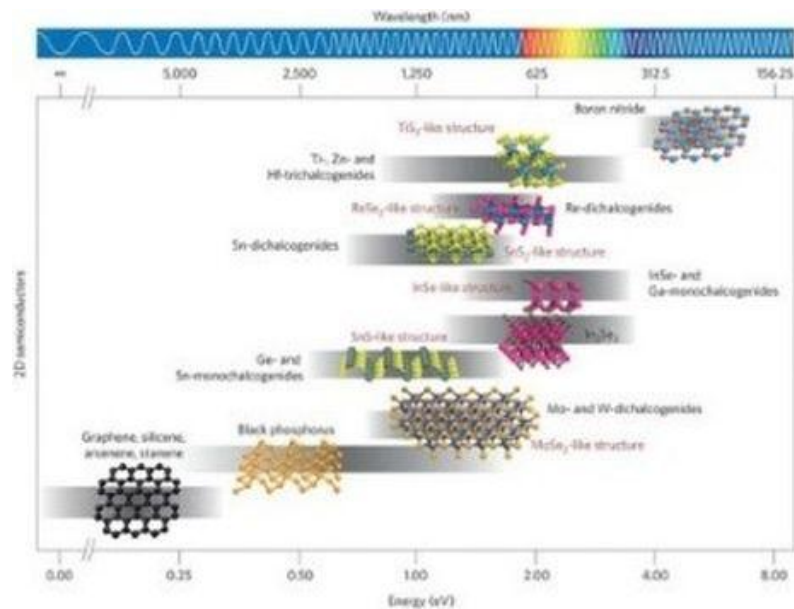 Wavelength (nm)
∞ 5,000 2,500 1,250 625 312.5 156.25
Boron nitride
TiS₃-like structure
Ti-, Zn- and
Hf-trichalcogenides
ReSe₂-like structure
Re-dichalcogenides
Sn-dichalcogenides
SnS₂-like structure
InSe-like structure
InSe- and
Ga-monochalcogenides
In₂Se₃
SnS-like structure
Ge- and
Sn-monochalcogenides
Mo- and W-dichalcogenides
MoSe₂-like structure
Black phosphorus
Graphene, silicene,
arsenene, stanene
2D semiconductors
0.00 0.25 0.50 1.00 2.00 4.00 8.00
Energy (eV)